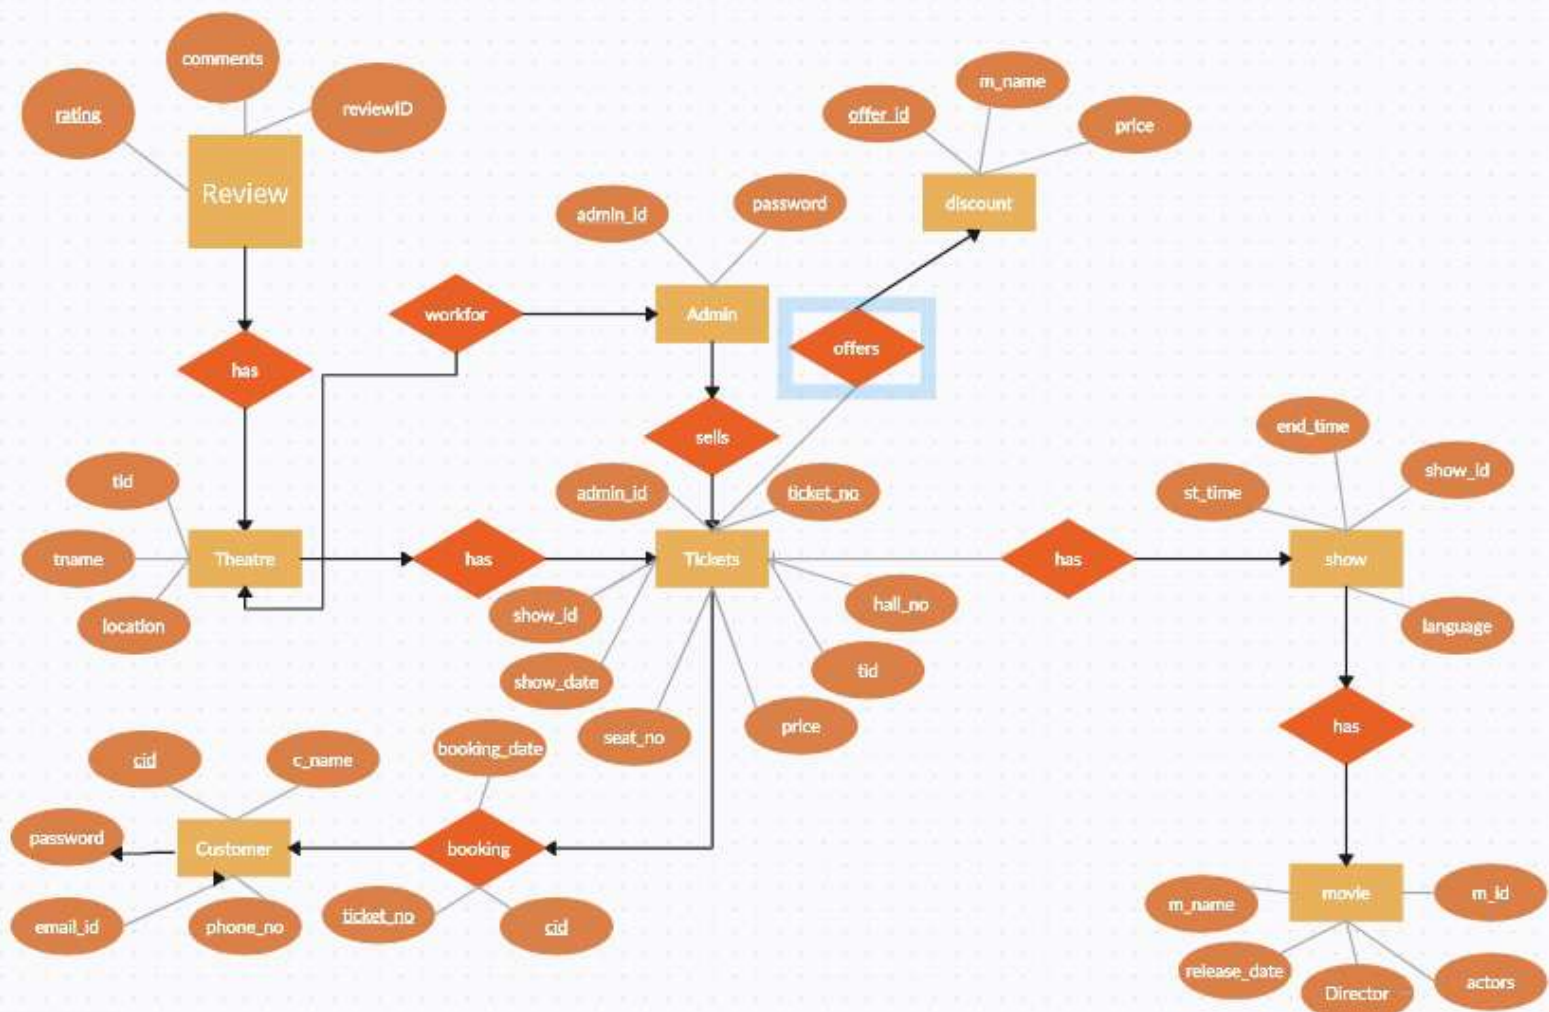 comments
rating
reviewID
Review
m_name
offer_id
price
discount
admin_id
password
workfor
Admin
offers
has
sells
end_time
show_id
st_time
tid
admin_id
ticket_no
tname
Theatre
has
Tickets
has
show
location
show_id
hall_no
language
show_date
tid
seat_no
price
has
cid
c_name
booking_date
password
Customer
booking
email_id
phone_no
ticket_no
cid
m_name
movie
m_id
release_date
Director
actors